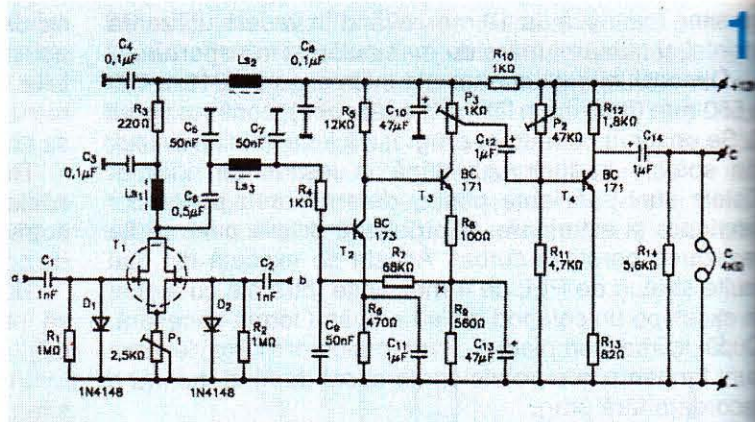 1
C4
0,1µF
Ls2
C8
0,1µF
R10
1KΩ
R3
220Ω
C5
50nF
C7
50nF
R5
12KΩ
C10
47µF
P3
1KΩ
C12
1µF
P2
47KΩ
R12
1,8KΩ
C14
1µF
C
C3
0,1µF
Ls1
C6
0,5µF
Ls3
R4
1KΩ
BC
173
T2
T3
BC
171
T4
BC
171
R8
100Ω
T1
C1
1nF
a
C2
1nF
b
R7
68KΩ
x
R11
4,7KΩ
R14
5,6KΩ
C
4KΩ
D1
D2
R1
1MΩ
P1
2,5KΩ
R2
1MΩ
C9
50nF
R6
470Ω
C11
1µF
R9
560Ω
C13
47µF
R13
82Ω
1N4148
1N4148